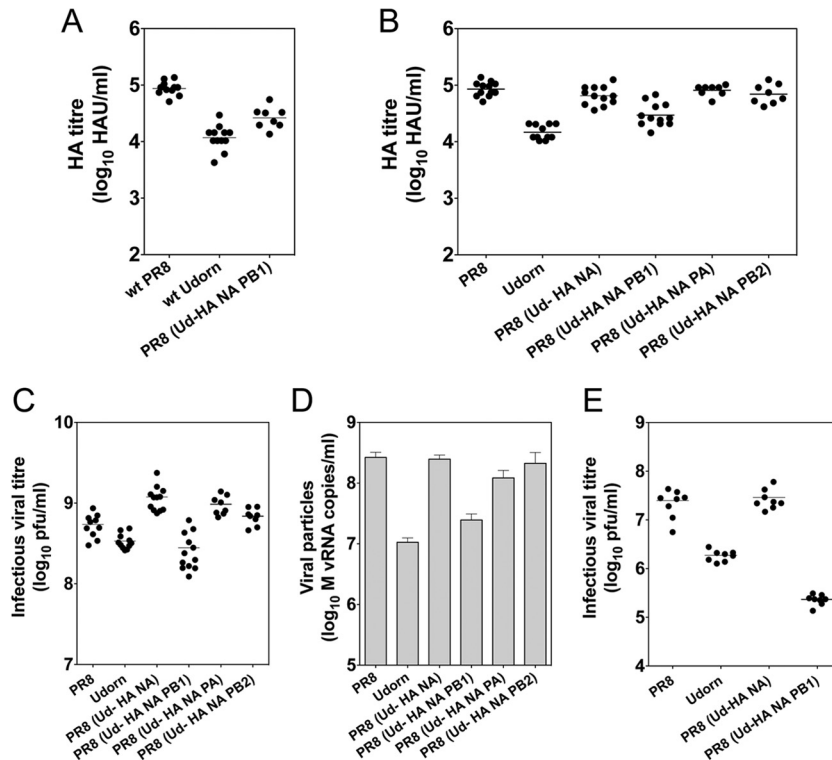 A
HA titre
(log10 HAU/ml)
6
5
4
3
2
wt PR8
wt Udorn
PR8 (Ud-HA NA PB1)
B
HA titre
(log10 HAU/ml)
6
5
4
3
2
PR8
Udorn
PR8 (Ud- HA NA)
PR8 (Ud-HA NA PB1)
PR8 (Ud-HA NA PA)
PR8 (Ud-HA NA PB2)
C
Infectious viral titre
(log10 pfu/ml)
10
9
8
7
PR8
Udorn
PR8 (Ud- HA NA)
PR8 (Ud- HA NA PB1)
PR8 (Ud- HA NA PA)
PR8 (Ud- HA NA PB2)
D
Viral particles
(log10 M vRNA copies/ml)
9
8
7
6
5
PR8
Udorn
PR8 (Ud- HA NA)
PR8 (Ud- HA NA PB1)
PR8 (Ud- HA NA PA)
PR8 (Ud- HA NA PB2)
E
Infectious viral titre
(log10 pfu/ml)
9
8
7
6
5
4
PR8
Udorn
PR8 (Ud-HA NA)
PR8 (Ud-HA NA PB1)